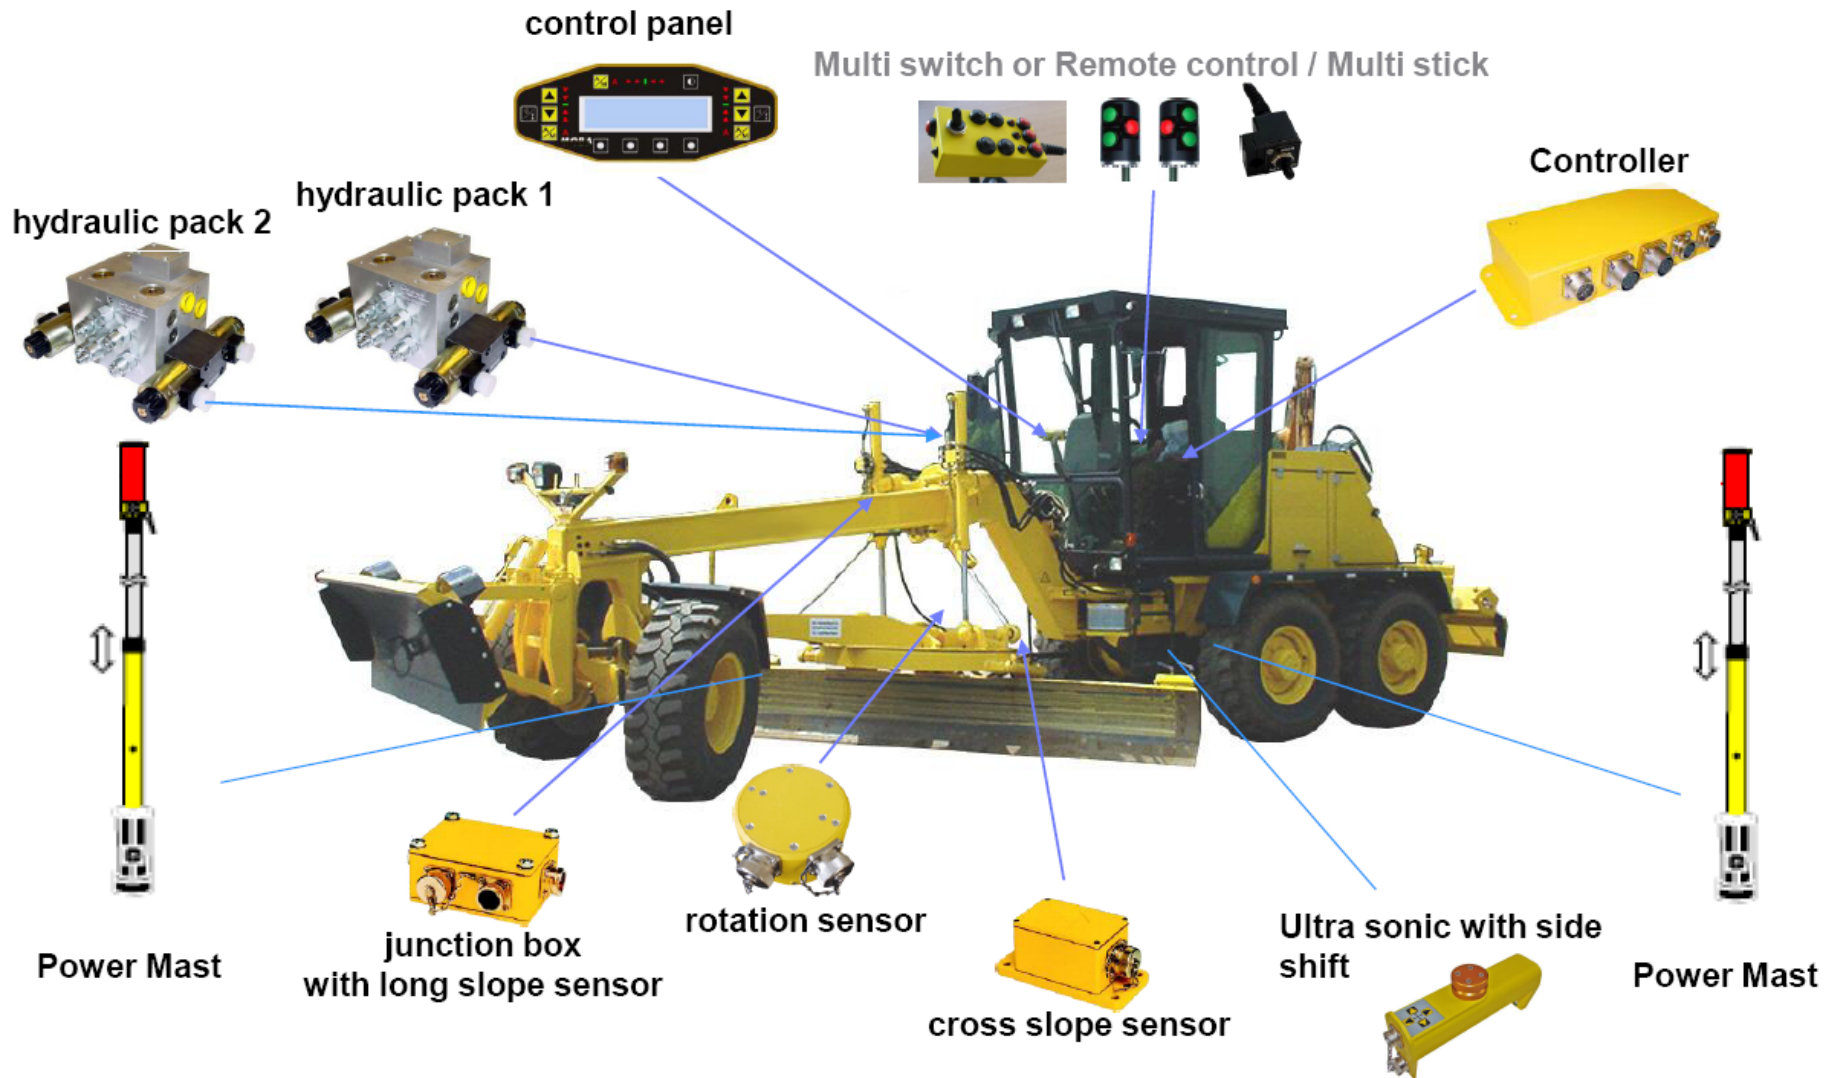 control panel
Multi switch or Remote control / Multi stick
Controller
hydraulic pack 1
hydraulic pack 2
MOBA
Power Mast
junction box
with long slope sensor
rotation sensor
cross slope sensor
Ultra sonic with side
shift
Power Mast